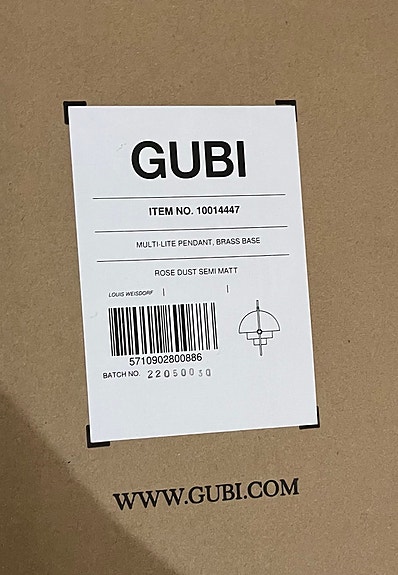 GUBI
ITEM NO. 10014447
MULTI-LITE PENDANT, BRASS BASE
ROSE DUST SEMI MATT
LOUIS WEISDORF
5710902800886
BATCH NO. 22050030
WWW.GUBI.COM